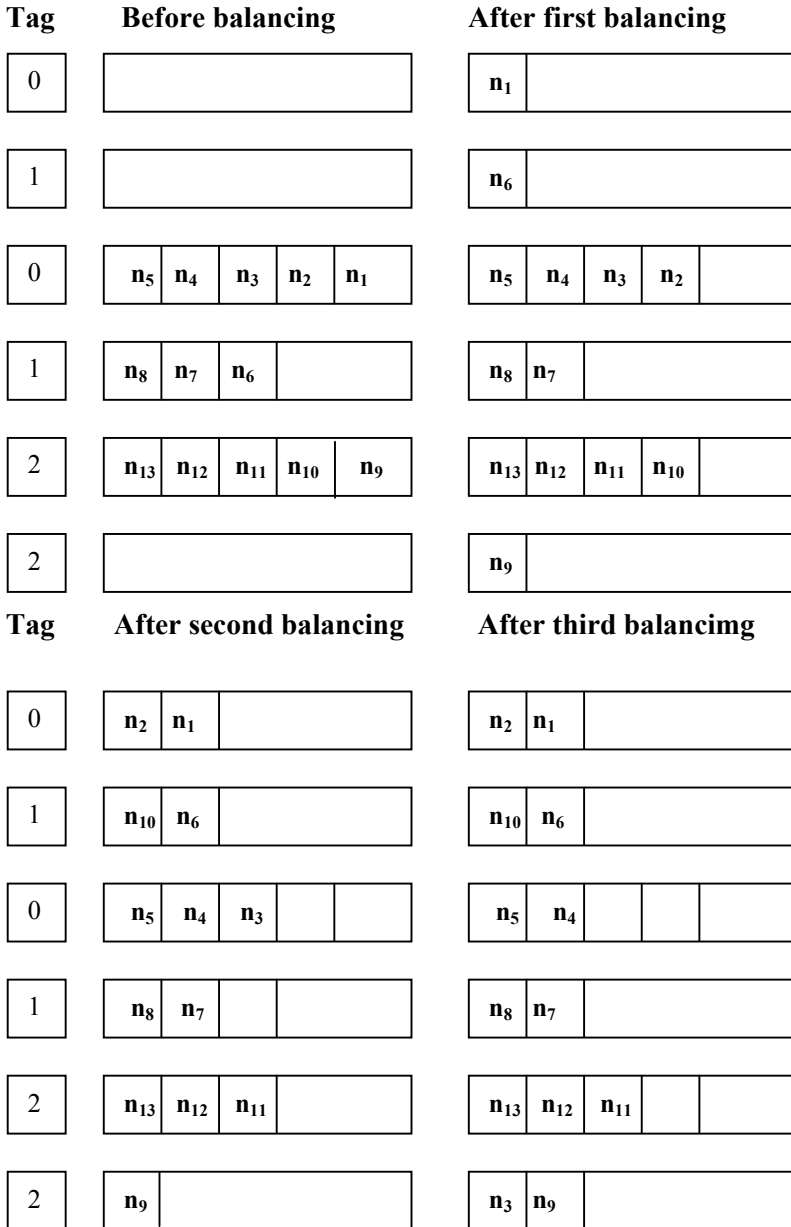 Tag Before balancing After first balancing
0 n₁
1 n₆
0 n₅ n₄ n₃ n₂ n₁ n₅ n₄ n₃ n₂
1 n₈ n₇ n₆ n₈ n₇
2 n₁₃ n₁₂ n₁₁ n₁₀ n₉ n₁₃ n₁₂ n₁₁ n₁₀
2 n₉
Tag After second balancing After third balancimg
0 n₂ n₁ n₂ n₁
1 n₁₀ n₆ n₁₀ n₆
0 n₅ n₄ n₃ n₅ n₄
1 n₈ n₇ n₈ n₇
2 n₁₃ n₁₂ n₁₁ n₁₃ n₁₂ n₁₁
2 n₉ n₃ n₉